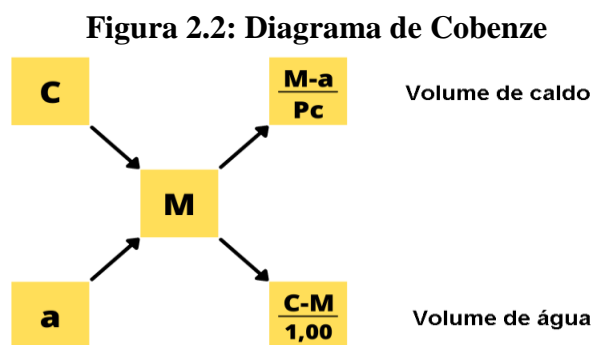 Figura 2.2: Diagrama de Cobenze
C
M-a
Pc
Volume de caldo
M
a
C-M
1,00
Volume de água